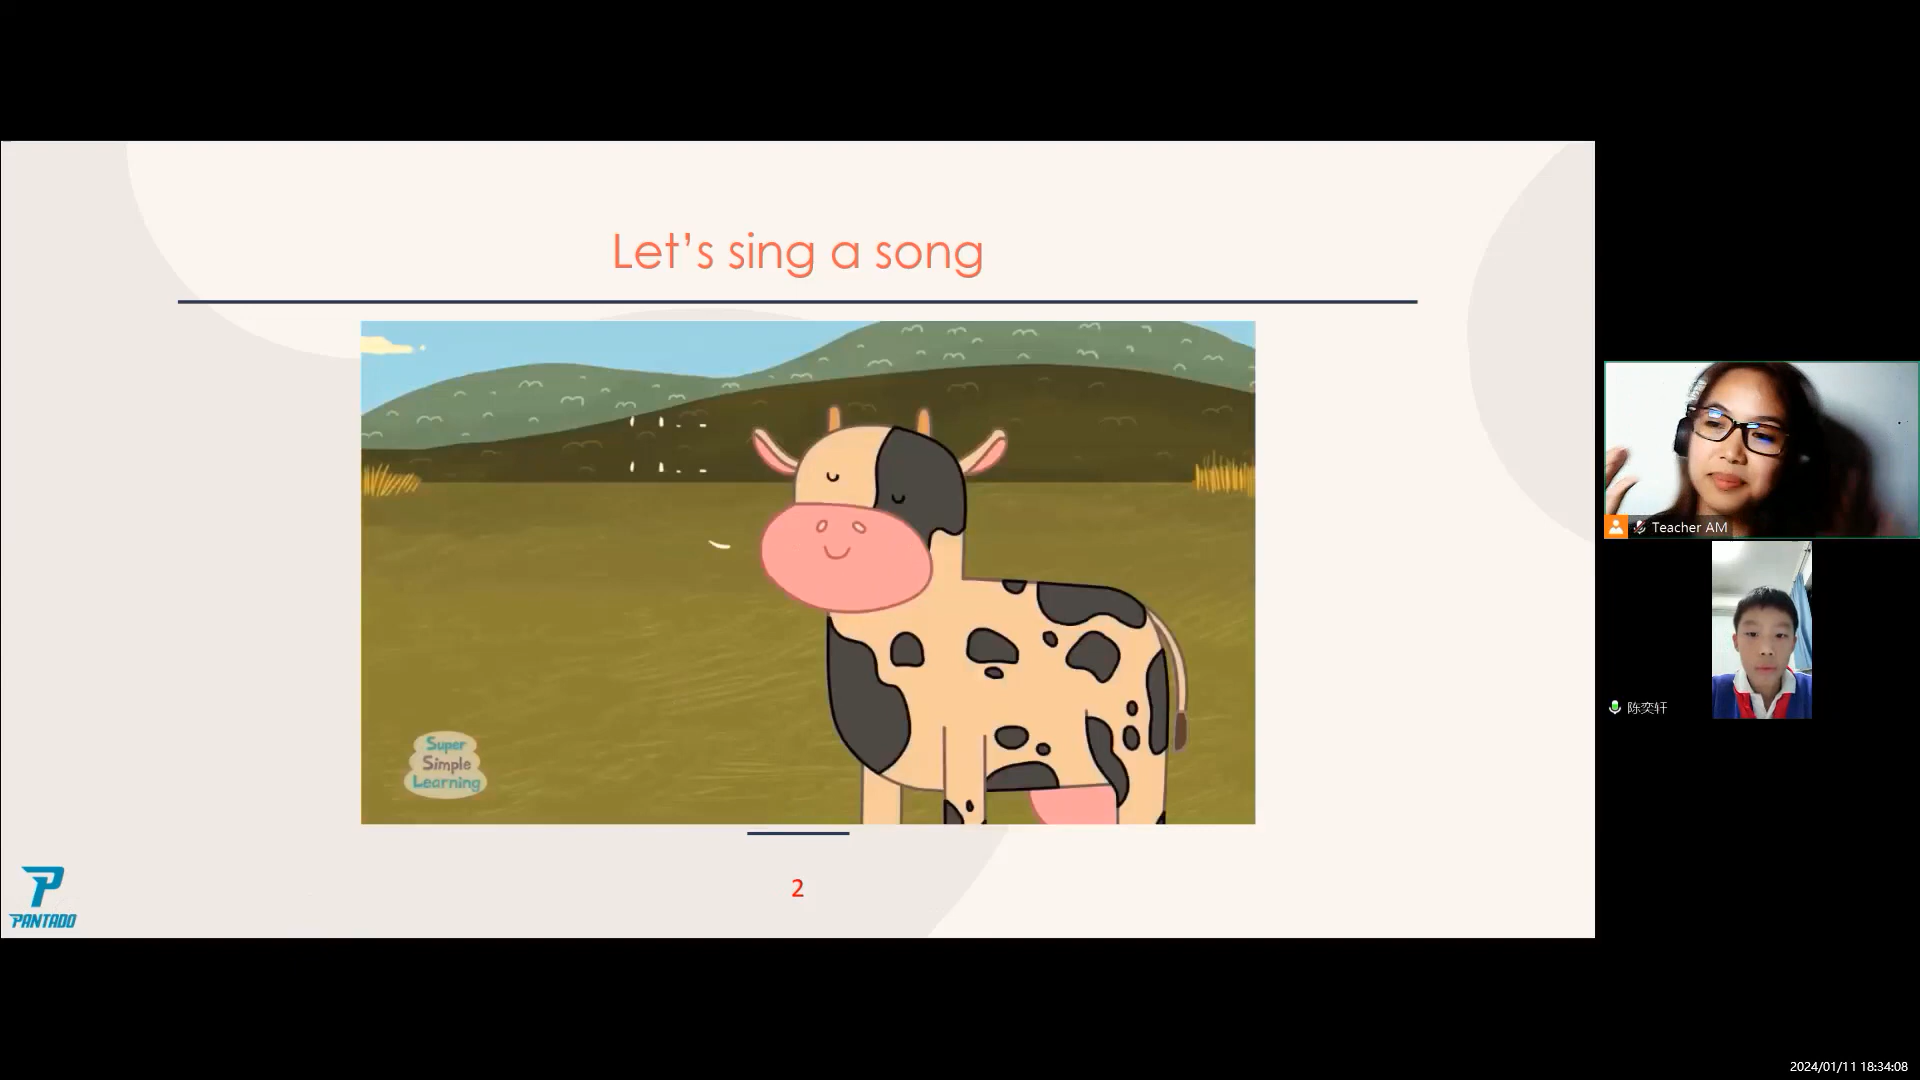 Let's sing a song
Super
Simple
Learning
2
PANTADO
Teacher AM
陈奕轩
2024/01/11 18:34:08